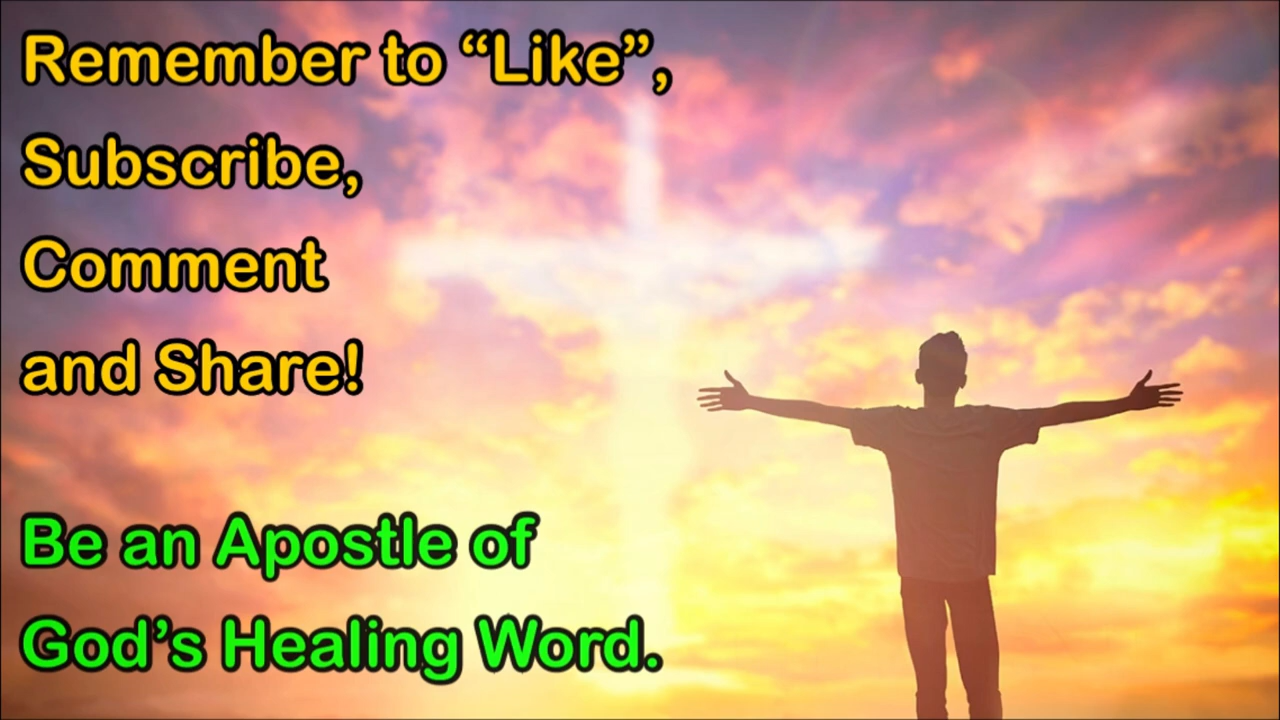 Remember to “Like”,
Subscribe,
Comment
and Share!
Be an Apostle of
God’s Healing Word.